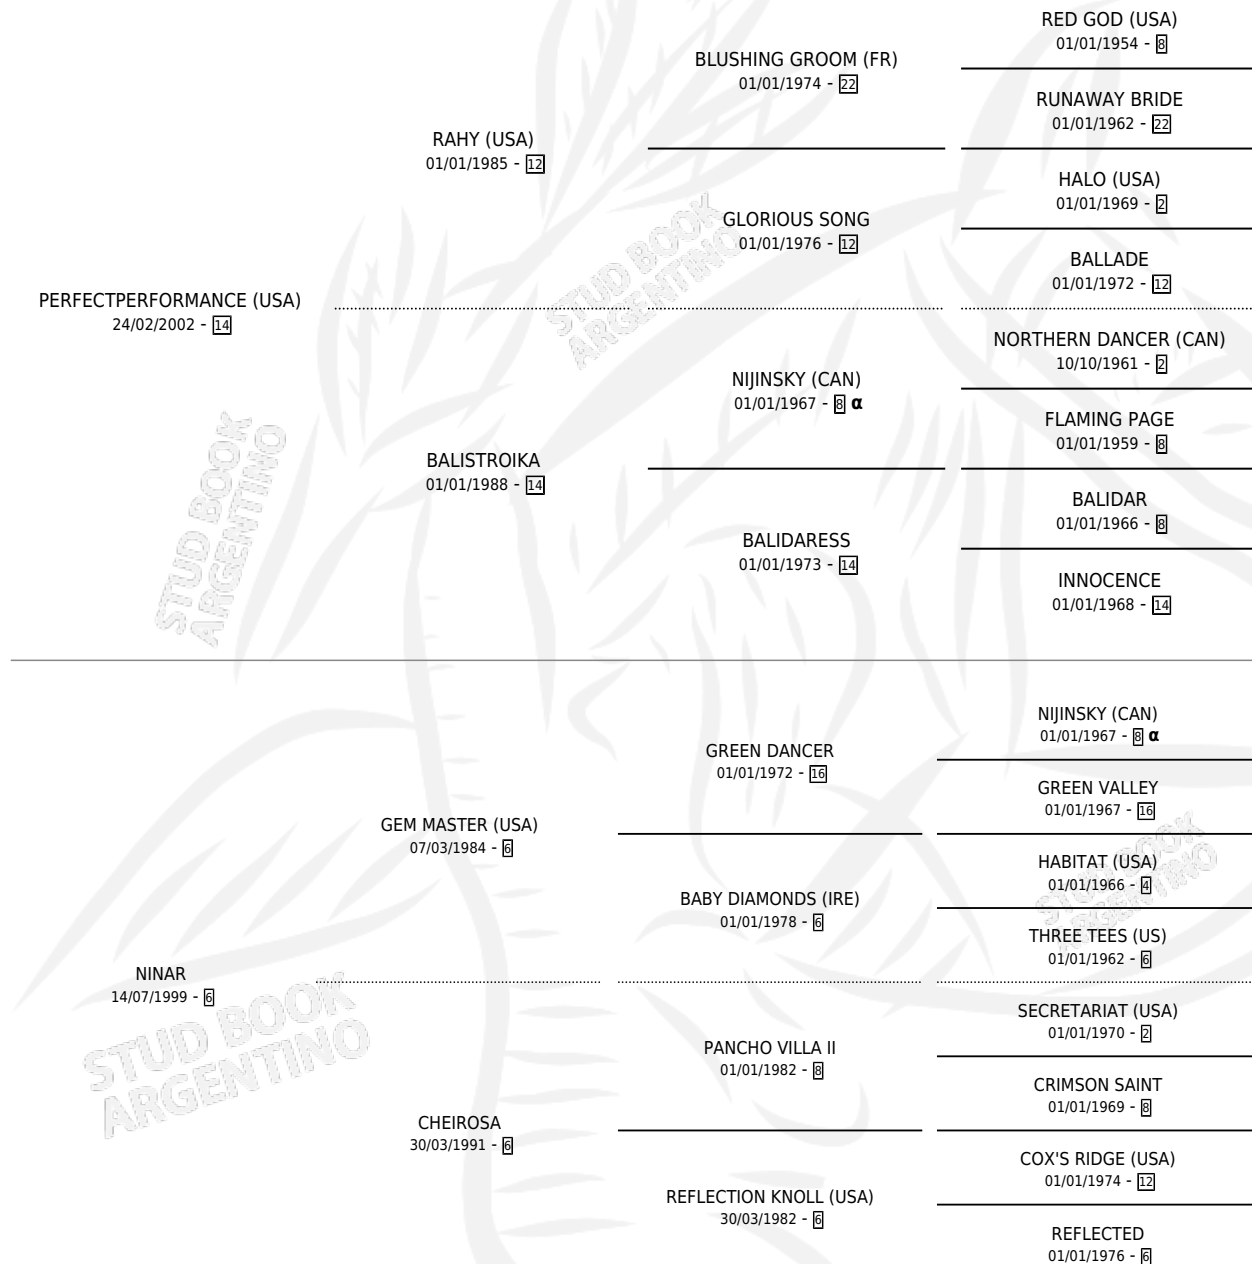 RED GOD (USA)
01/01/1954 - 8
BLUSHING GROOM (FR)
01/01/1974 - 22
RUNAWAY BRIDE
01/01/1962 - 22
RAHY (USA)
01/01/1985 - 12
HALO (USA)
01/01/1969 - 2
GLORIOUS SONG
01/01/1976 - 12
BALLADE
01/01/1972 - 12
PERFECTPERFORMANCE (USA)
24/02/2002 - 14
NORTHERN DANCER (CAN)
10/10/1961 - 2
NIJINSKY (CAN)
01/01/1967 - 8 α
FLAMING PAGE
01/01/1959 - 8
BALISTROIKA
01/01/1988 - 14
BALIDAR
01/01/1966 - 8
BALIDARESS
01/01/1973 - 14
INNOCENCE
01/01/1968 - 14
NIJINSKY (CAN)
01/01/1967 - 8 α
GREEN DANCER
01/01/1972 - 16
GREEN VALLEY
01/01/1967 - 16
GEM MASTER (USA)
07/03/1984 - 6
HABITAT (USA)
01/01/1966 - 4
BABY DIAMONDS (IRE)
01/01/1978 - 6
THREE TEES (US)
01/01/1962 - 6
NINAR
14/07/1999 - 6
SECRETARIAT (USA)
01/01/1970 - 2
PANCHO VILLA II
01/01/1982 - 8
CRIMSON SAINT
01/01/1969 - 8
CHEIROSA
30/03/1991 - 6
COX'S RIDGE (USA)
01/01/1974 - 12
REFLECTION KNOLL (USA)
30/03/1982 - 6
REFLECTED
01/01/1976 - 6
STUD BOOK
ARGENTINO
STUD BOOK
ARGENTINO
STUD BOOK
ARGENTINO
STUD BOOK
ARGENTINO